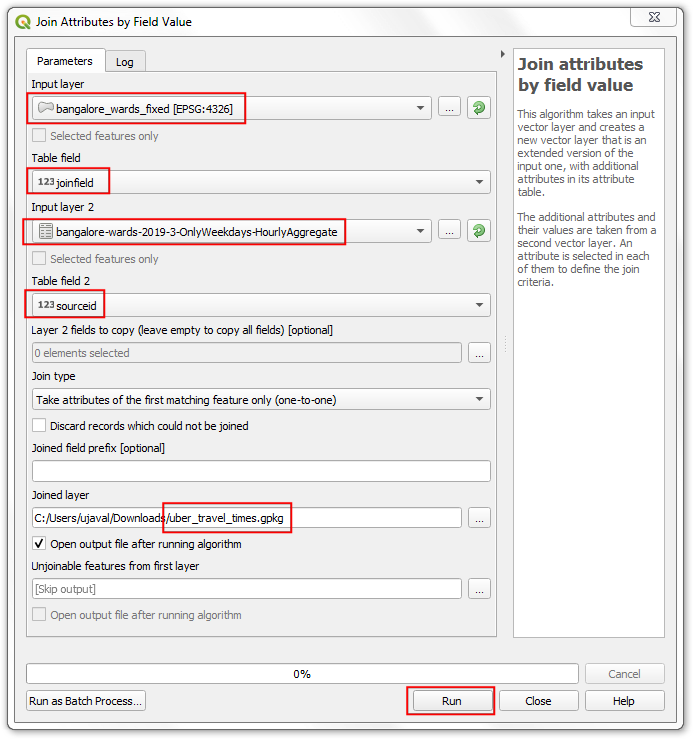 Join Attributes by Field Value
Parameters
Log
Input layer
bangalore_wards_fixed [EPSG:4326]
...
Selected features only
Table field
123 joinfield
Input layer 2
bangalore-wards-2019-3-OnlyWeekdays-HourlyAggregate
...
Selected features only
Table field 2
123 sourceid
Layer 2 fields to copy (leave empty to copy all fields) [optional]
0 elements selected
...
Join type
Take attributes of the first matching feature only (one-to-one)
Discard records which could not be joined
Joined field prefix [optional]
Joined layer
C:/Users/ujaval/Downloads/uber_travel_times.gpkg
...
Open output file after running algorithm
Unjoinable features from first layer
[Skip output]
...
Open output file after running algorithm
Join attributes
by field value
This algorithm takes an input
vector layer and creates a
new vector layer that is an
extended version of the
input one, with additional
attributes in its attribute
table.
The additional attributes and
their values are taken from a
second vector layer. An
attribute is selected in each
of them to define the join
criteria.
0%
Cancel
Run as Batch Process...
Run
Close
Help